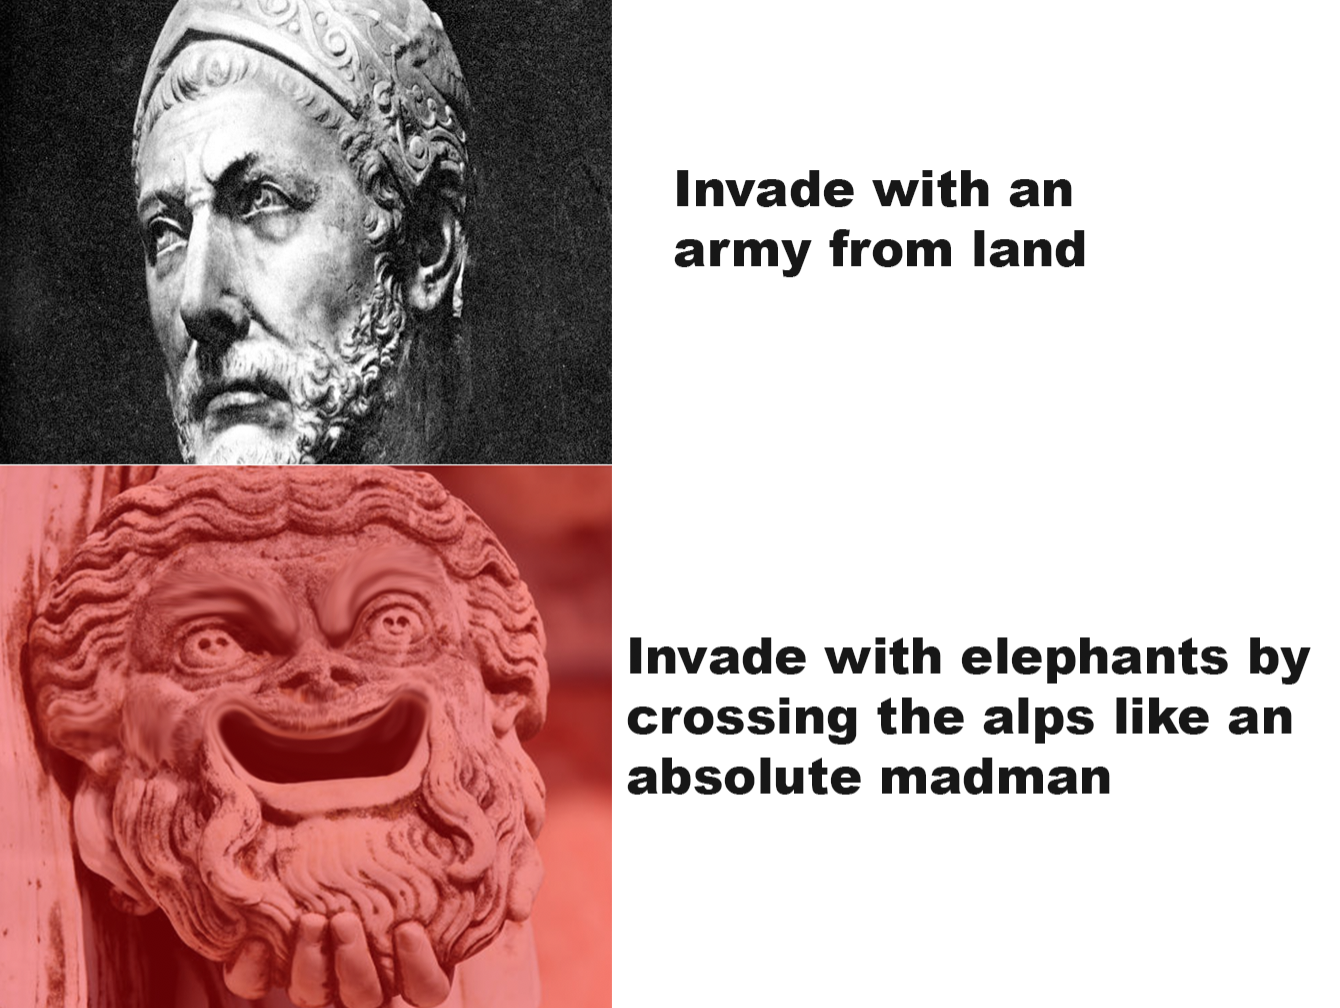 Invade with an
army from land
Invade with elephants by
crossing the alps like an
absolute madman